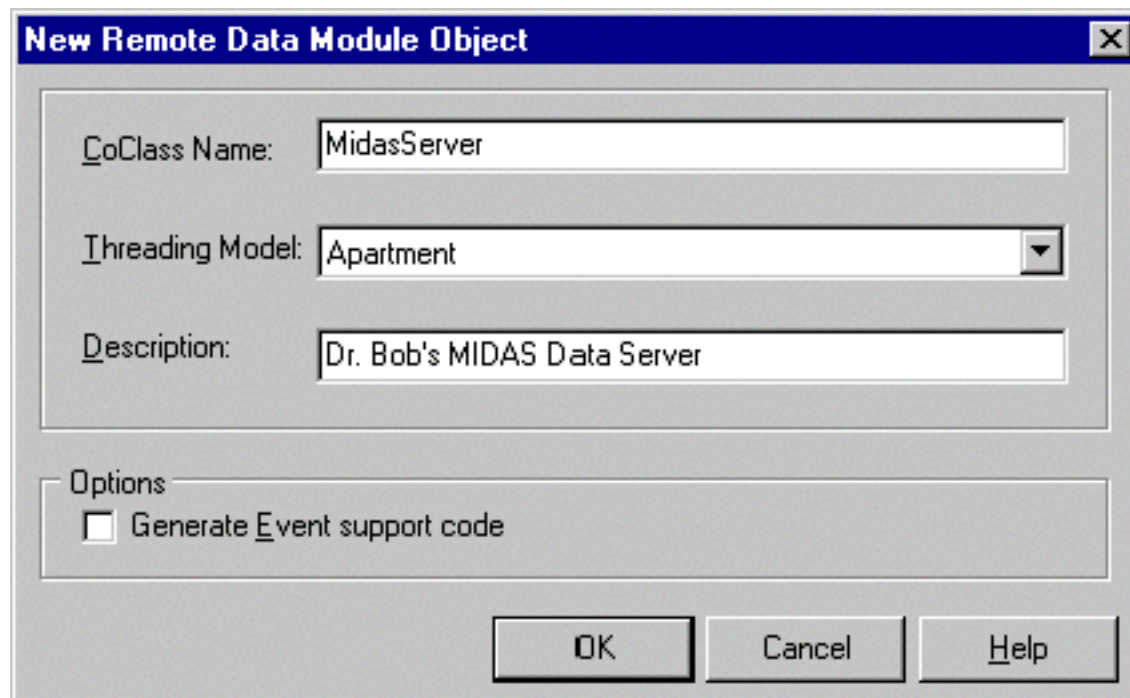 New Remote Data Module Object
CoClass Name: MidasServer
Threading Model: Apartment
Description: Dr. Bob's MIDAS Data Server
Options
Generate Event support code
OK Cancel Help